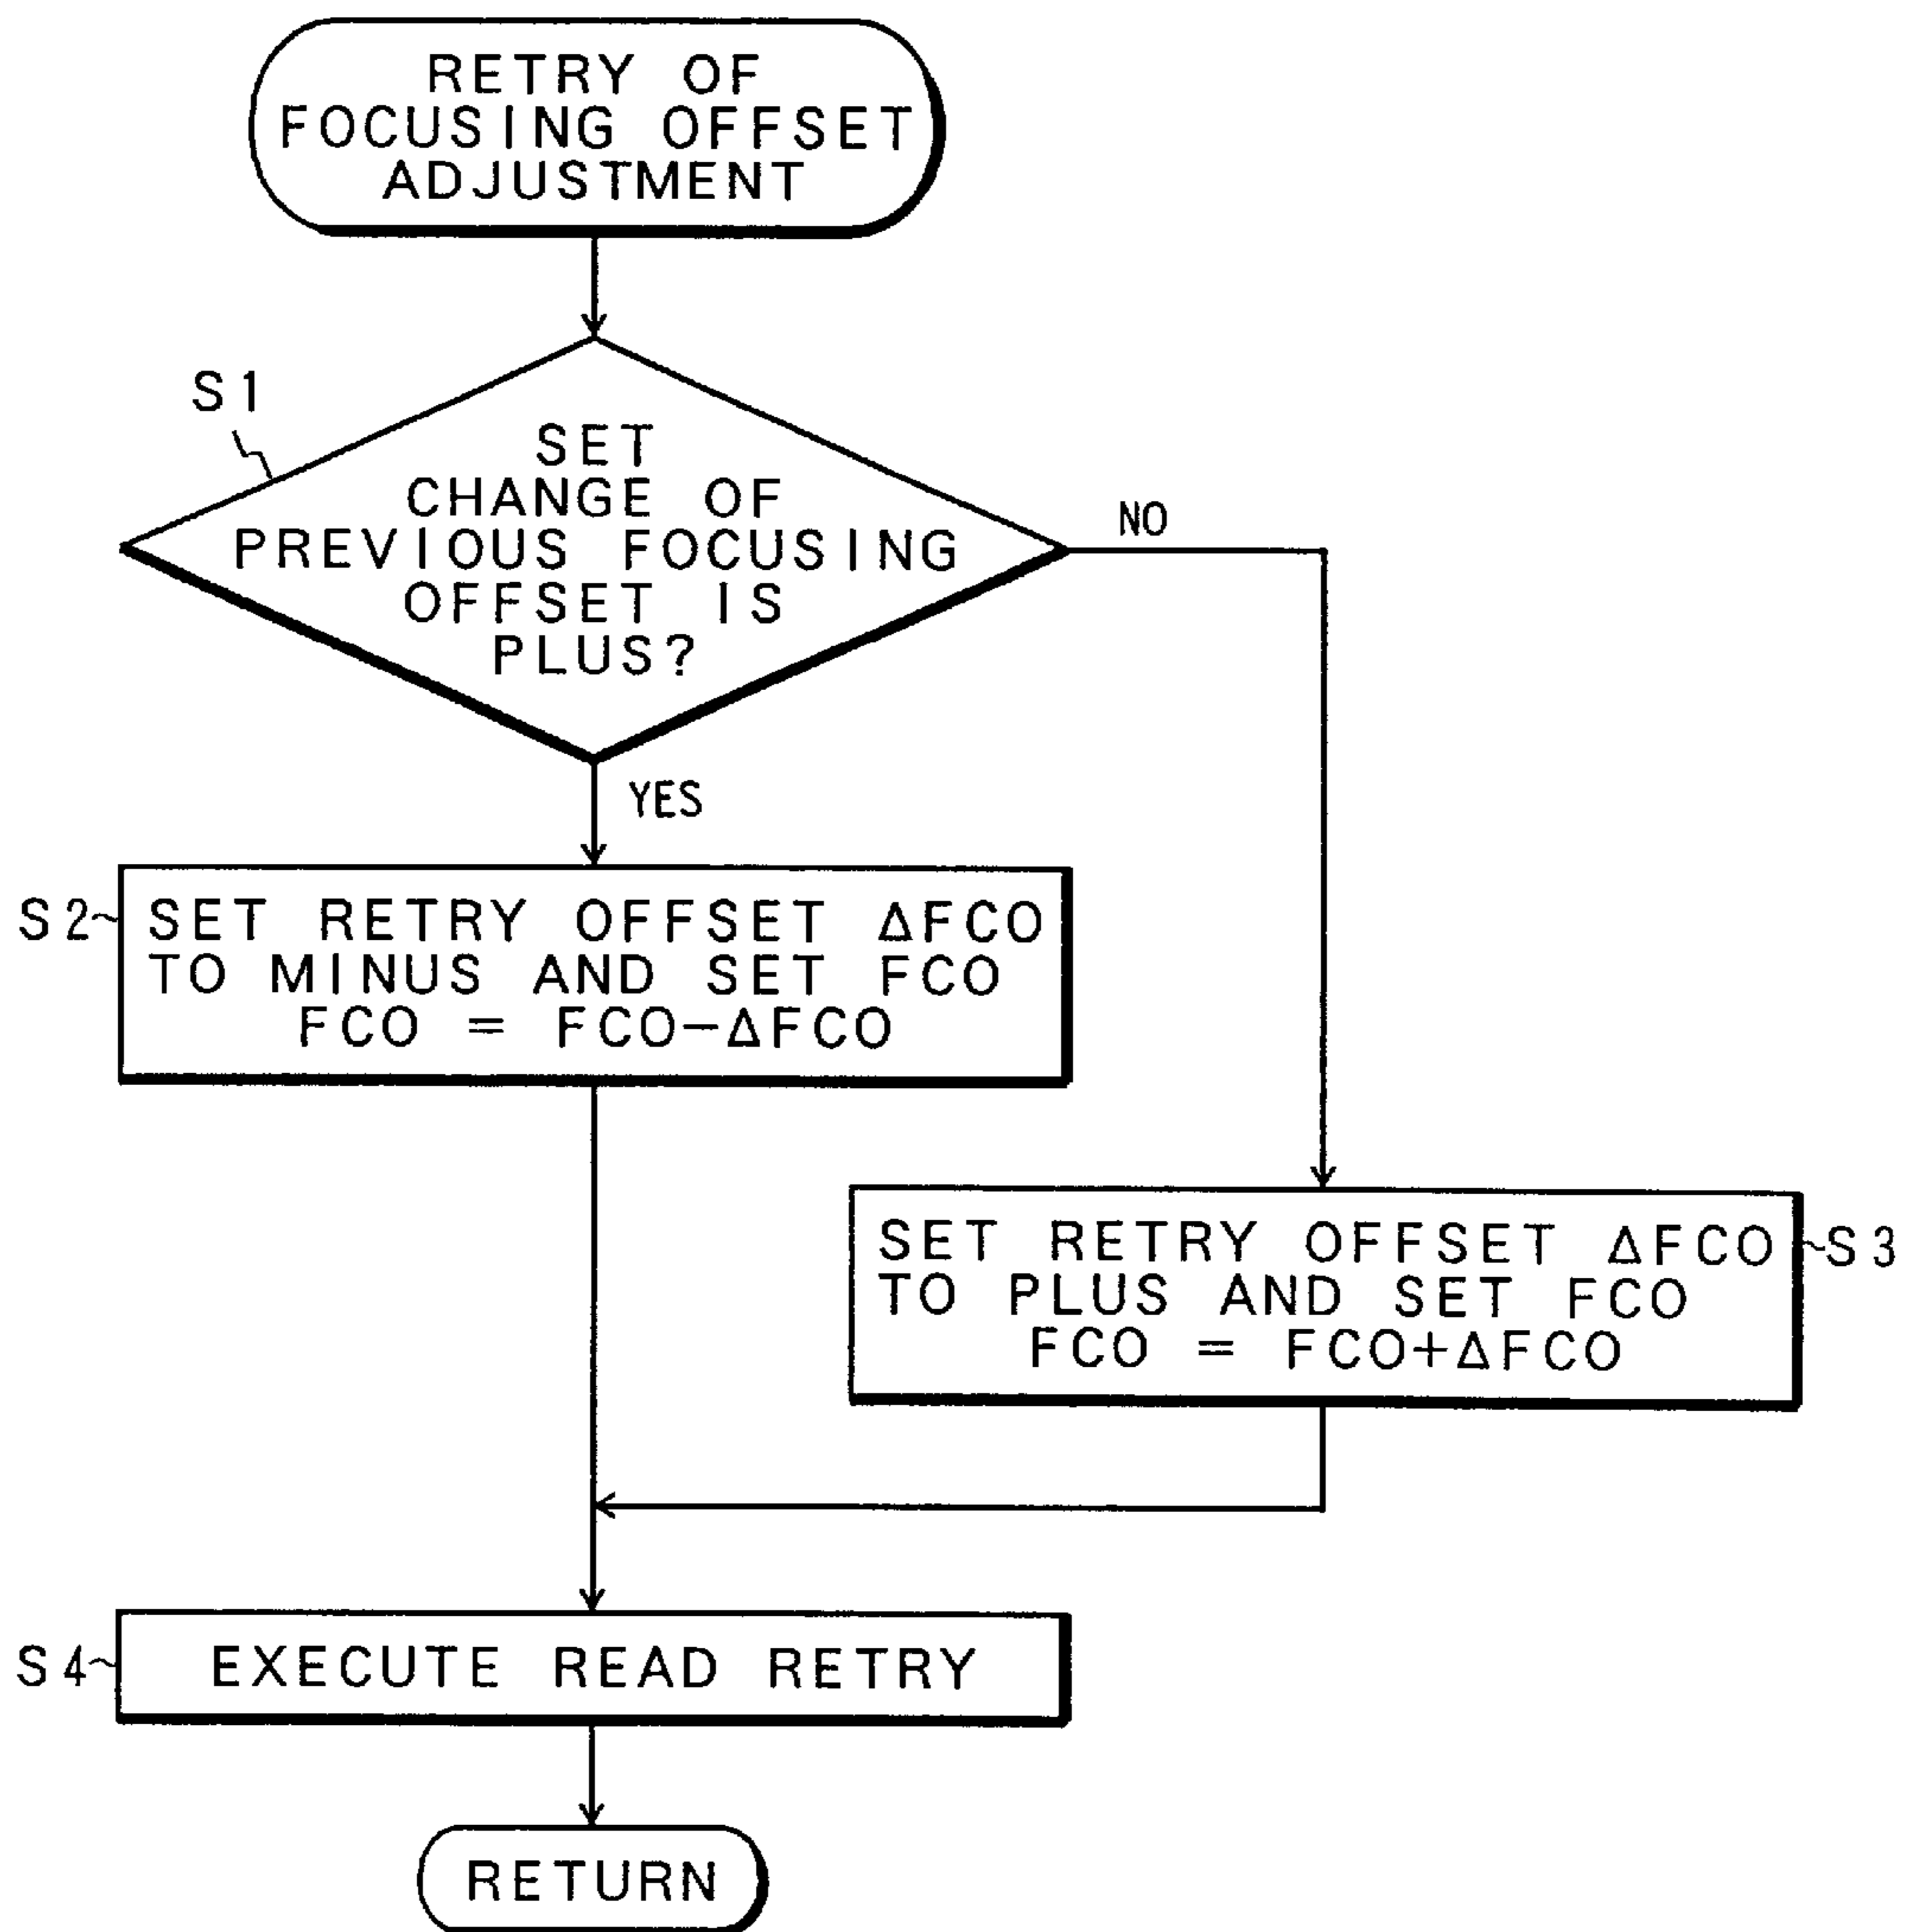 RETRY OF
FOCUSING OFFSET
ADJUSTMENT
S1
SET
CHANGE OF
PREVIOUS FOCUSING
OFFSET IS
PLUS?
NO
YES
S2
SET RETRY OFFSET ΔFCO
TO MINUS AND SET FCO
FCO = FCO-ΔFCO
SET RETRY OFFSET ΔFCO
TO PLUS AND SET FCO
FCO = FCO+ΔFCO
S3
S4
EXECUTE READ RETRY
RETURN